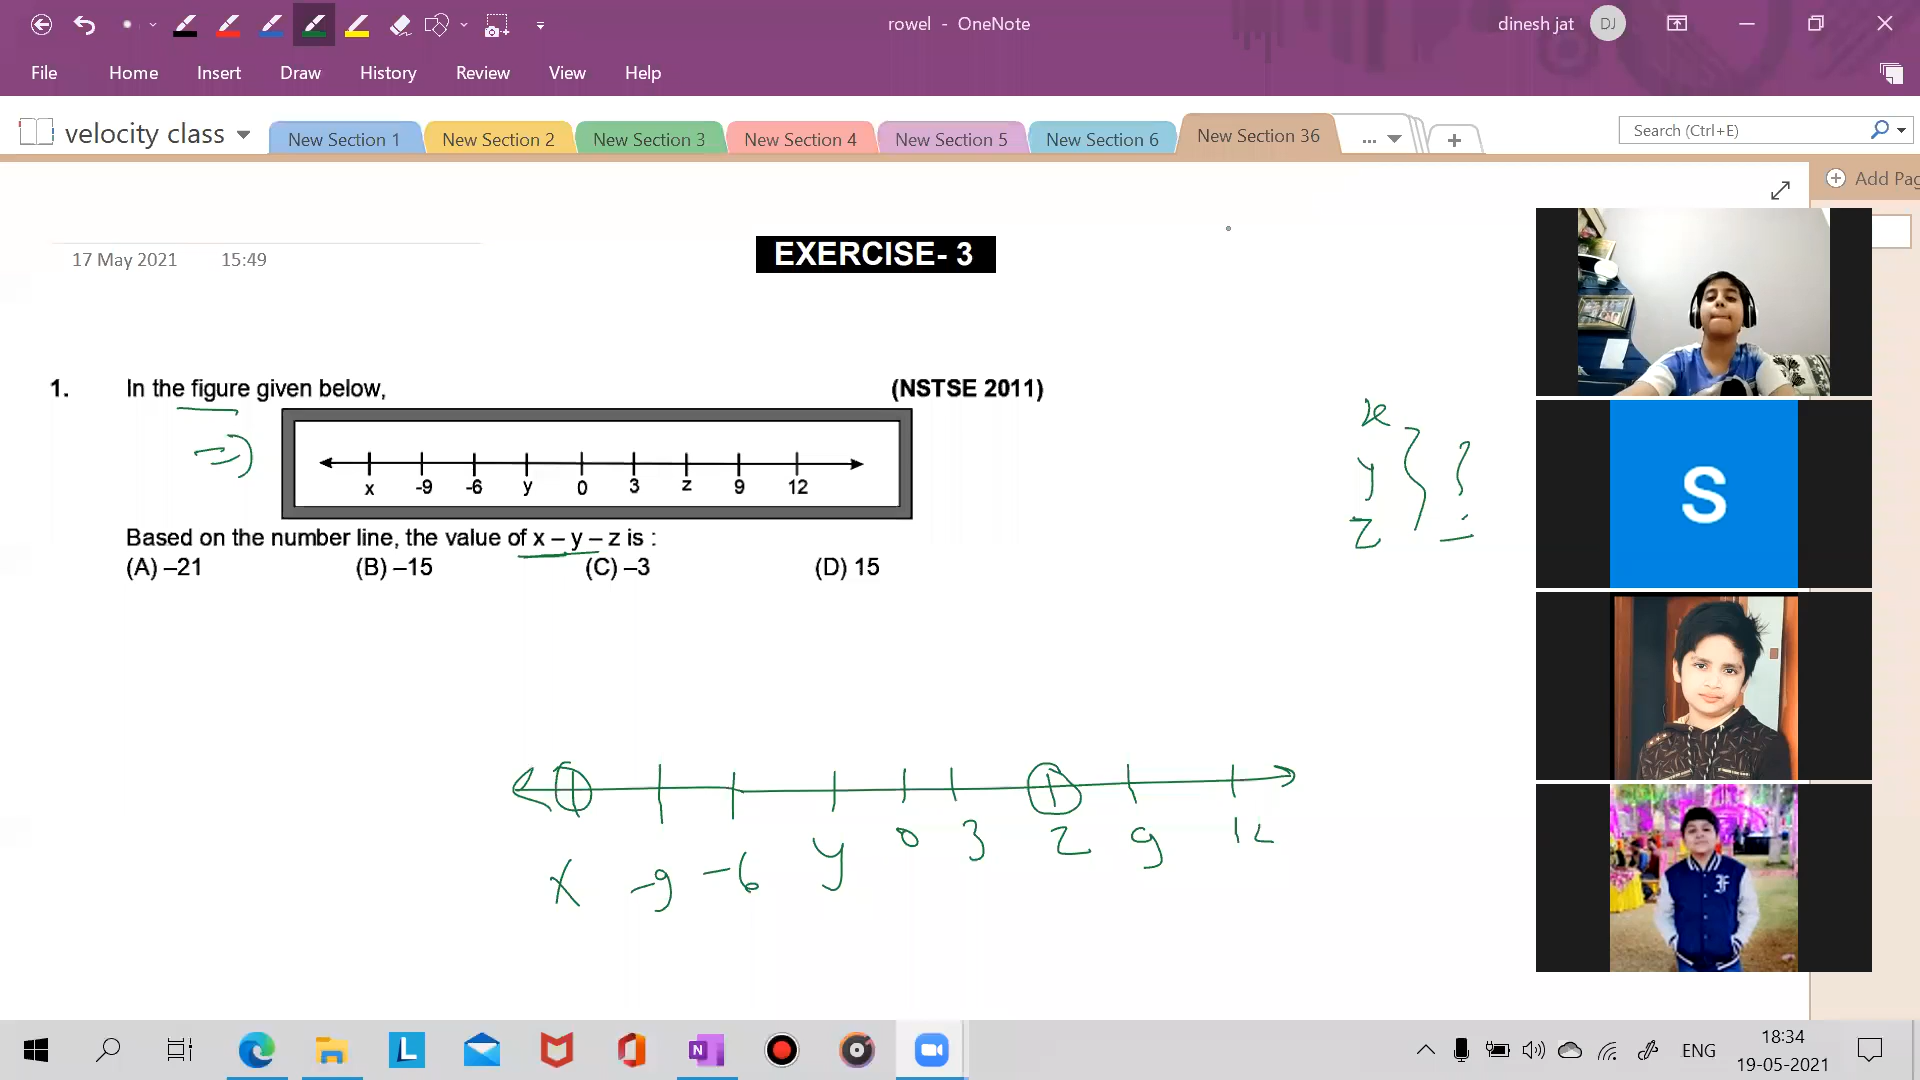 rowel - OneNote
dinesh jat
DJ
File Home Insert Draw History Review View Help
velocity class
New Section 1 New Section 2 New Section 3 New Section 4 New Section 5 New Section 6 New Section 36 ...
Search (Ctrl+E)
Add Pag
17 May 2021 15:49
EXERCISE- 3
1. In the figure given below, (NSTSE 2011)
x -9 -6 y 0 3 z 9 12
Based on the number line, the value of x – y – z is :
(A) –21 (B) –15 (C) –3 (D) 15
=>
x
y
z
?
x -9 -6 y 0 3 z 9 12
S
F
L
N
ENG
18:34
19-05-2021